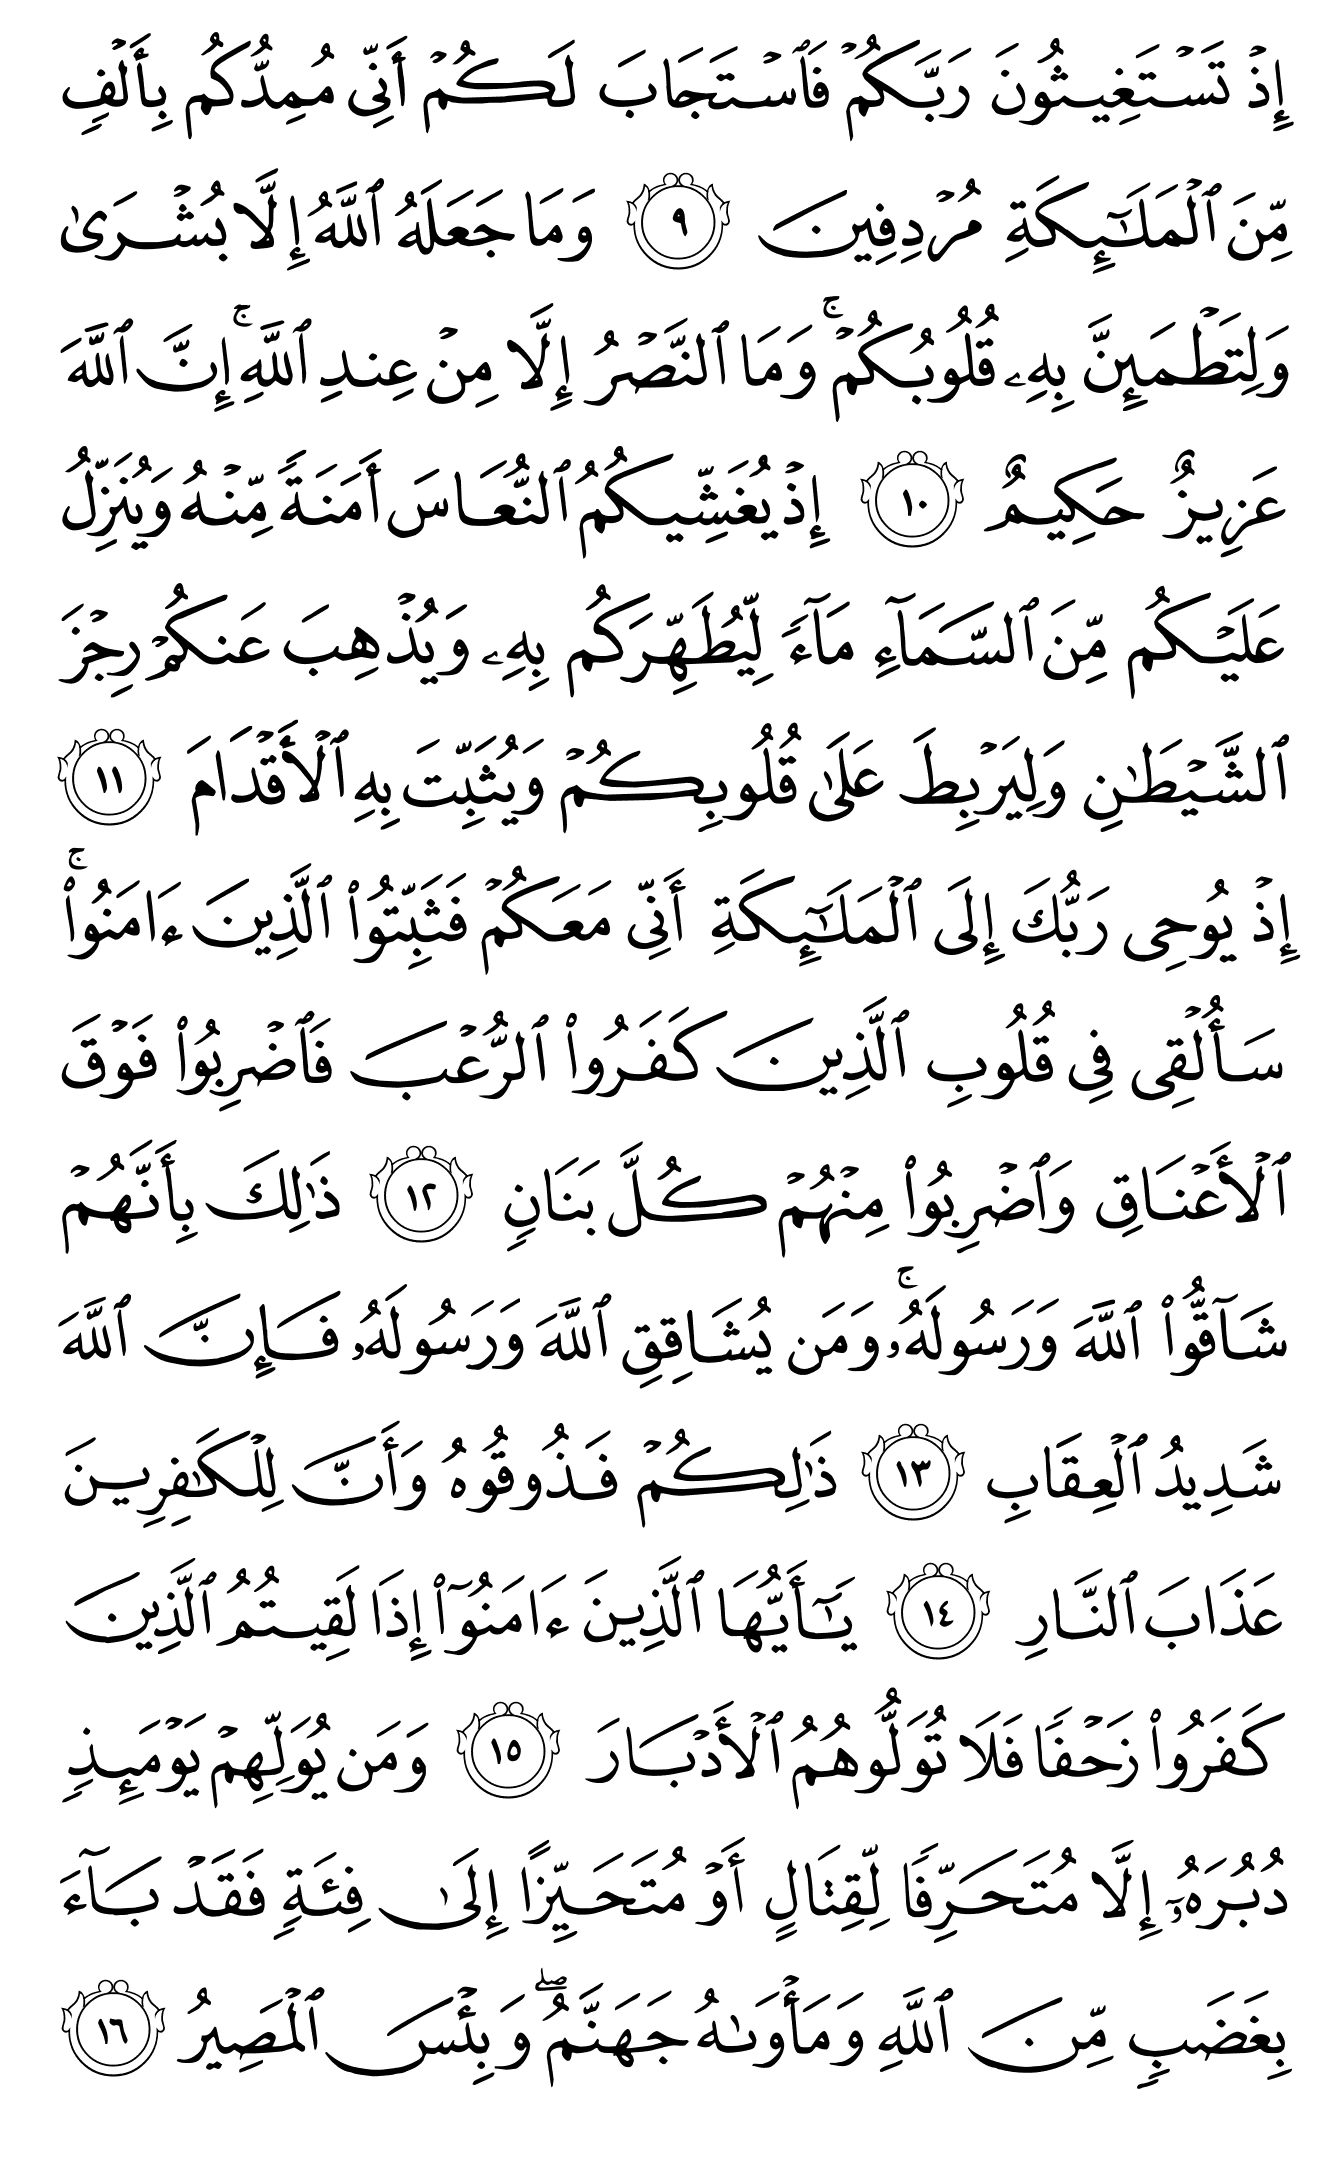 إِذۡ تَسۡتَغِيثُونَ رَبَّكُمۡ فَٱسۡتَجَابَ لَكُمۡ أَنِّي مُمِدُّكُم بِأَلۡفٖ
مِّنَ ٱلۡمَلَٰٓئِكَةِ مُرۡدِفِينَ ٩ وَمَا جَعَلَهُ ٱللَّهُ إِلَّا بُشۡرَىٰ
وَلِتَطۡمَئِنَّ بِهِۦ قُلُوبُكُمۡۚ وَمَا ٱلنَّصۡرُ إِلَّا مِنۡ عِندِ ٱللَّهِۚ إِنَّ ٱللَّهَ
عَزِيزٌ حَكِيمٌ ١٠ إِذۡ يُغَشِّيكُمُ ٱلنُّعَاسَ أَمَنَةٗ مِّنۡهُ وَيُنَزِّلُ
عَلَيۡكُم مِّنَ ٱلسَّمَآءِ مَآءٗ لِّيُطَهِّرَكُم بِهِۦ وَيُذۡهِبَ عَنكُمۡ رِجۡزَ
ٱلشَّيۡطَٰنِ وَلِيَرۡبِطَ عَلَىٰ قُلُوبِكُمۡ وَيُثَبِّتَ بِهِ ٱلۡأَقۡدَامَ ١١
إِذۡ يُوحِي رَبُّكَ إِلَى ٱلۡمَلَٰٓئِكَةِ أَنِّي مَعَكُمۡ فَثَبِّتُواْ ٱلَّذِينَ ءَامَنُواْۚ
سَأُلۡقِي فِي قُلُوبِ ٱلَّذِينَ كَفَرُواْ ٱلرُّعۡبَ فَٱضۡرِبُواْ فَوۡقَ
ٱلۡأَعۡنَاقِ وَٱضۡرِبُواْ مِنۡهُمۡ كُلَّ بَنَانٖ ١٢ ذَٰلِكَ بِأَنَّهُمۡ
شَآقُّواْ ٱللَّهَ وَرَسُولَهُۥۚ وَمَن يُشَاقِقِ ٱللَّهَ وَرَسُولَهُۥ فَإِنَّ ٱللَّهَ
شَدِيدُ ٱلۡعِقَابِ ١٣ ذَٰلِكُمۡ فَذُوقُوهُ وَأَنَّ لِلۡكَٰفِرِينَ
عَذَابَ ٱلنَّارِ ١٤ يَٰٓأَيُّهَا ٱلَّذِينَ ءَامَنُوٓاْ إِذَا لَقِيتُمُ ٱلَّذِينَ
كَفَرُواْ زَحۡفٗا فَلَا تُوَلُّوهُمُ ٱلۡأَدۡبَارَ ١٥ وَمَن يُوَلِّهِمۡ يَوۡمَئِذٖ
دُبُرَهُۥٓ إِلَّا مُتَحَرِّفٗا لِّقِتَالٍ أَوۡ مُتَحَيِّزًا إِلَىٰ فِئَةٖ فَقَدۡ بَآءَ
بِغَضَبٖ مِّنَ ٱللَّهِ وَمَأۡوَىٰهُ جَهَنَّمُۖ وَبِئۡسَ ٱلۡمَصِيرُ ١٦